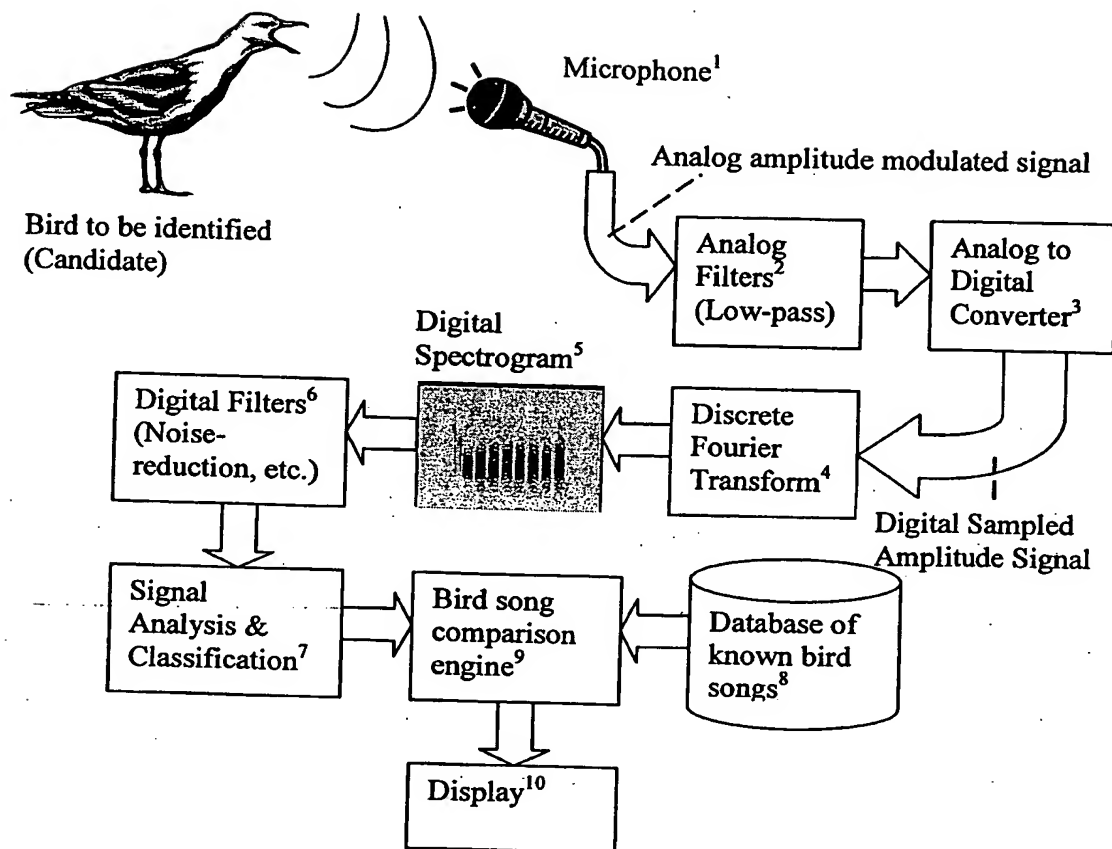 Microphone¹
Analog amplitude modulated signal
Bird to be identified
(Candidate)
Analog
Filters²
(Low-pass)
Analog to
Digital
Converter³
Digital
Spectrogram⁵
Digital Filters⁶
(Noise-
reduction, etc.)
Discrete
Fourier
Transform⁴
Digital Sampled
Amplitude Signal
Signal
Analysis &
Classification⁷
Bird song
comparison
engine⁹
Database of
known bird
songs⁸
Display¹⁰